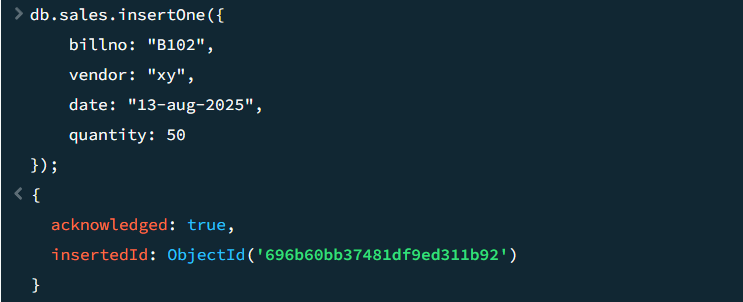 db.sales.insertOne({
billno: "B102",
vendor: "xy",
date: "13-aug-2025",
quantity: 50
});
{
acknowledged: true,
insertedId: ObjectId('696b60bb37481df9ed311b92')
}